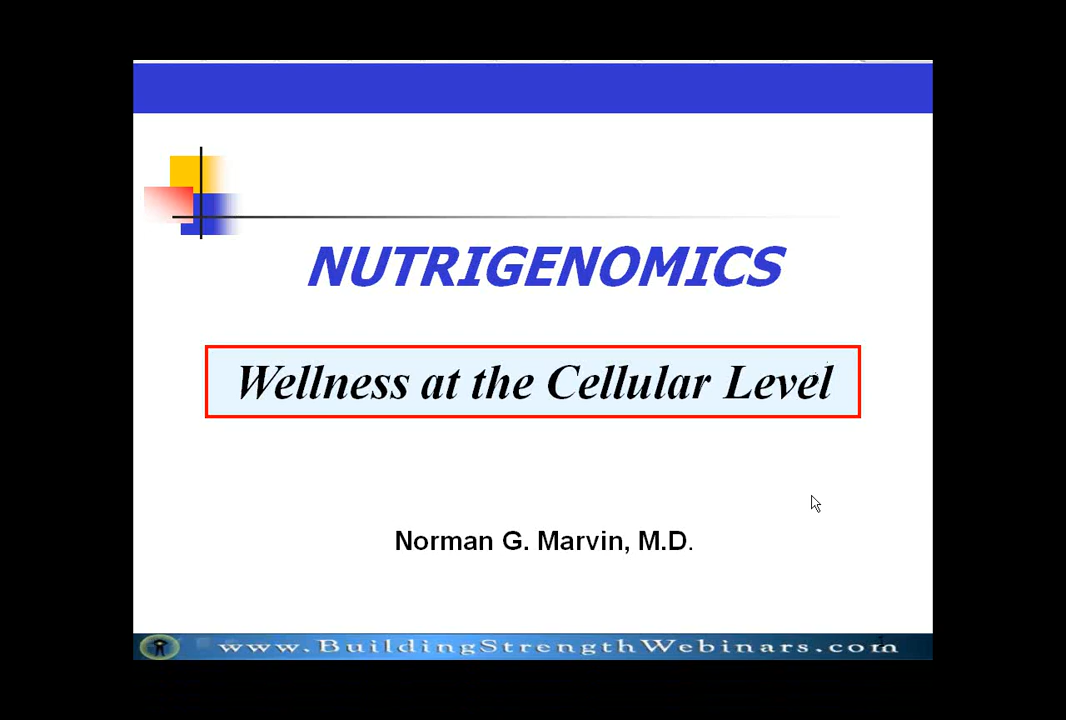 NUTRIGENOMICS
Wellness at the Cellular Level
Norman G. Marvin, M.D.
www.BuildingStrengthWebinars.com